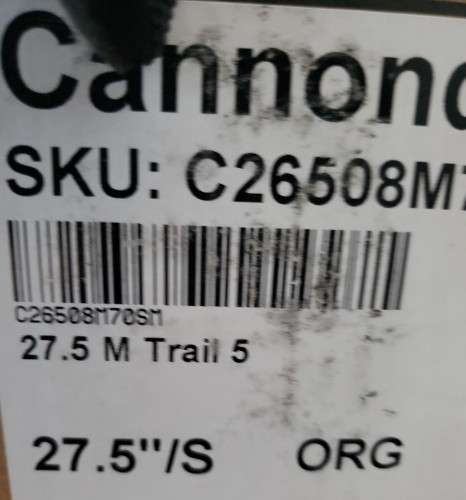 Cannond
SKU: C26508M7
C26508M70SM
27.5 M Trail 5
27.5"/S ORG